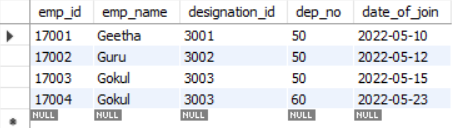 emp_id emp_name designation_id dep_no date_of_join
17001 Geetha 3001 50 2022-05-10
17002 Guru 3002 50 2022-05-12
17003 Gokul 3003 50 2022-05-15
17004 Gokul 3003 60 2022-05-23
NULL NULL NULL NULL NULL